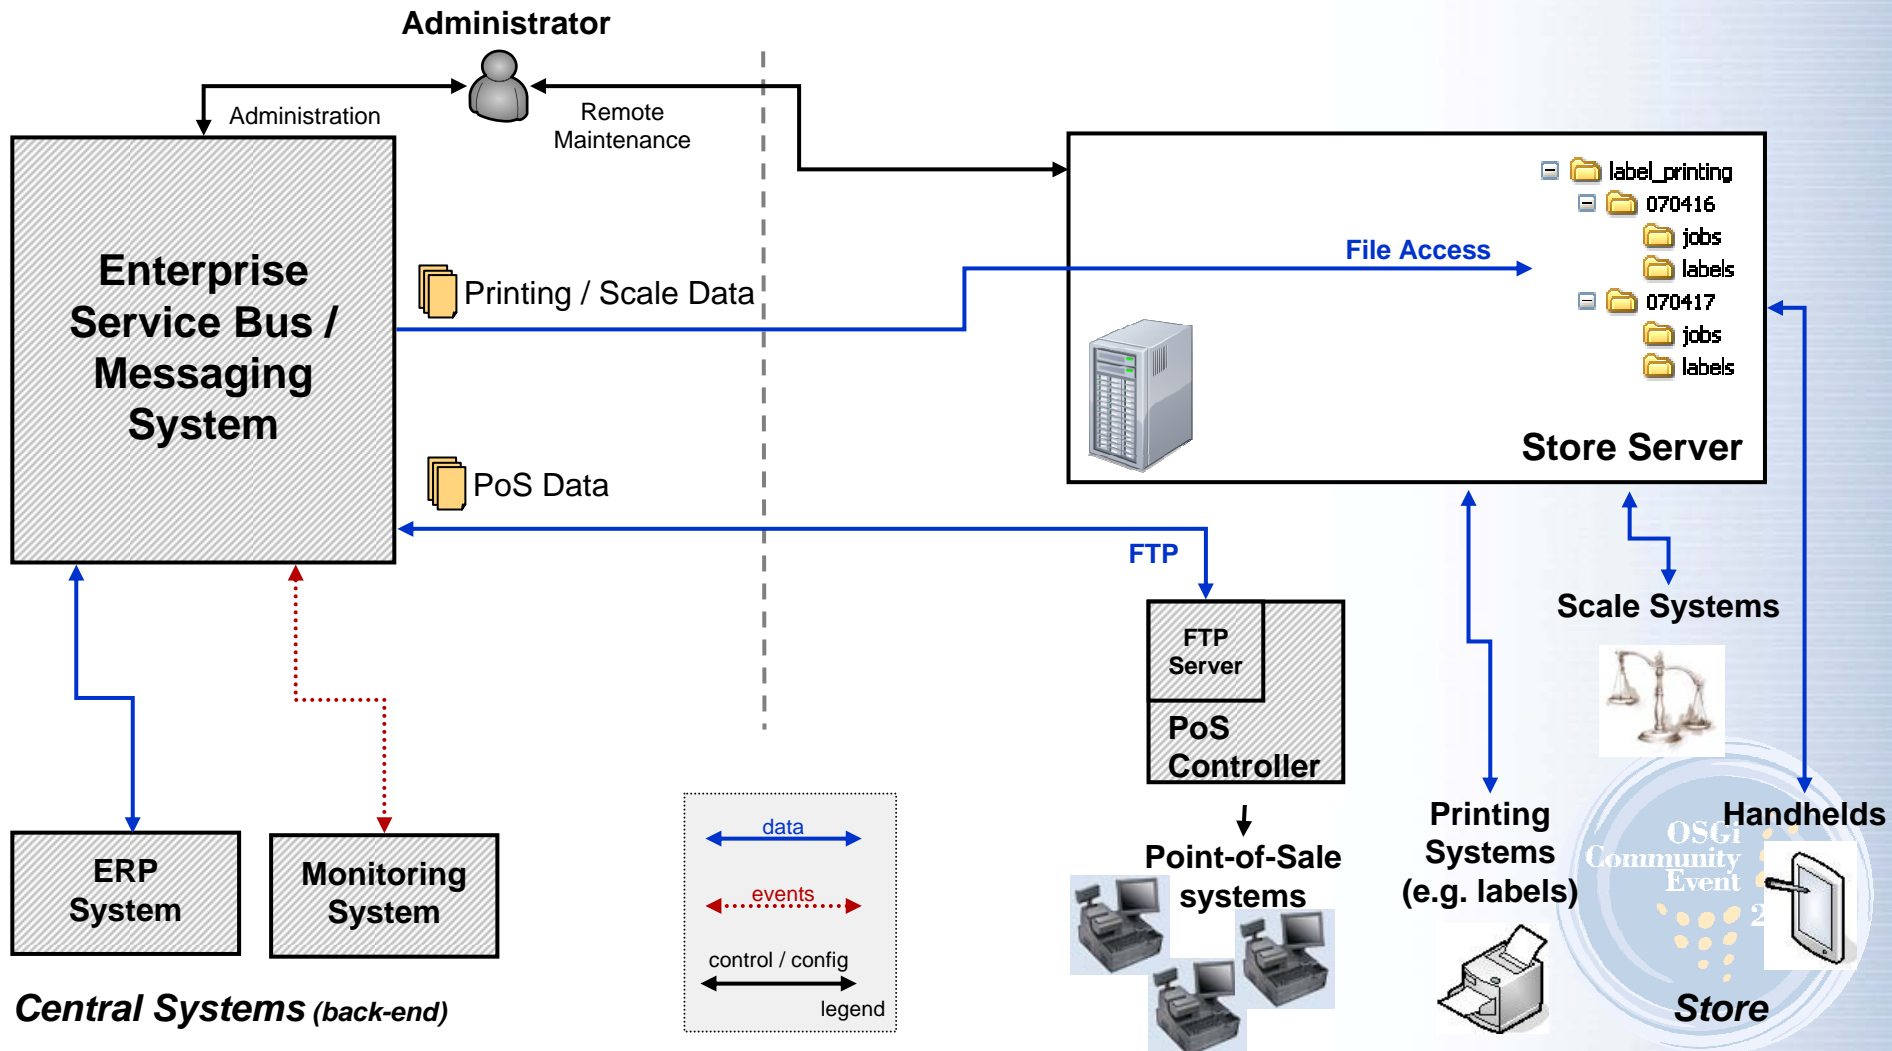 Administrator
Administration
Remote
Maintenance
Enterprise
Service Bus /
Messaging
System
Printing / Scale Data
PoS Data
File Access
label_printing
070416
jobs
labels
070417
jobs
labels
Store Server
FTP
FTP
Server
PoS
Controller
Scale Systems
ERP
System
Monitoring
System
data
events
control / config
legend
Point-of-Sale
systems
Printing
Systems
(e.g. labels)
Handhelds
OSGi
Community
Event
Central Systems (back-end)
Store